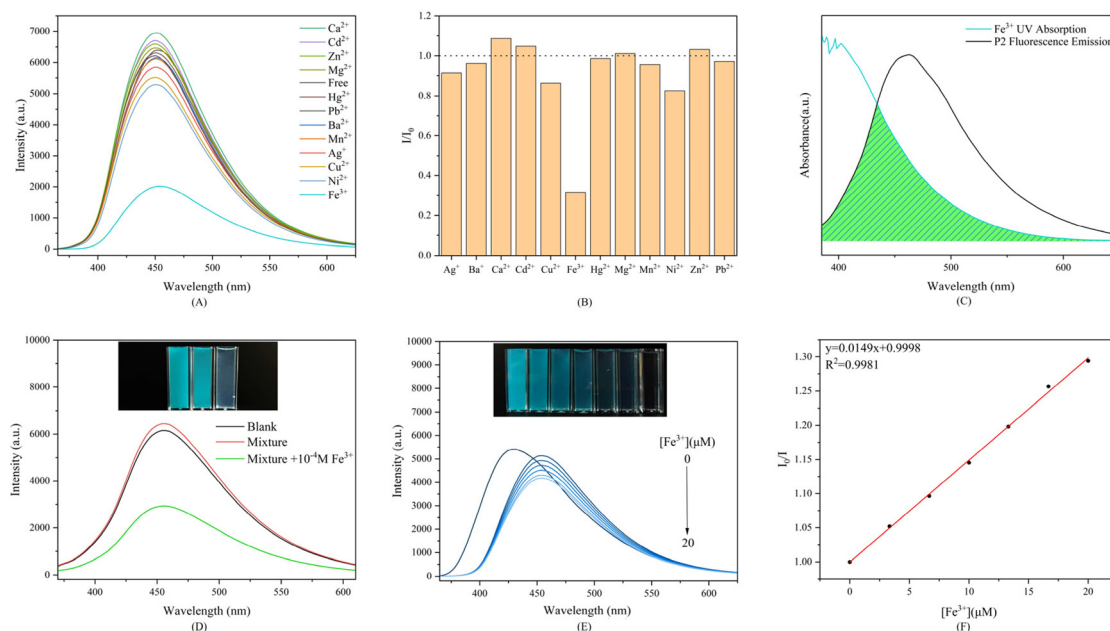 Intensity (a.u.)
7000
6000
5000
4000
3000
2000
1000
0
Ca²⁺
Cd²⁺
Zn²⁺
Mg²⁺
Free
Hg²⁺
Pb²⁺
Ba²⁺
Mn²⁺
Ag⁺
Cu²⁺
Ni²⁺
Fe³⁺
400 450 500 550 600
Wavelength (nm)
(A)
I/I₀
1.2
1.0
0.8
0.6
0.4
0.2
0.0
Ag⁺ Ba⁺ Ca²⁺ Cd²⁺ Cu²⁺ Fe³⁺ Hg²⁺ Mg²⁺ Mn²⁺ Ni²⁺ Zn²⁺ Pb²⁺
(B)
Absorbance(a.u.)
Fe³⁺ UV Absorption
P2 Fluorescence Emission
400 500 600
Wavelength (nm)
(C)
Intensity (a.u.)
10000
8000
6000
4000
2000
0
Blank
Mixture
Mixture +10⁻⁴M Fe³⁺
400 450 500 550 600
Wavelength (nm)
(D)
Intensity (a.u.)
10000
9000
8000
7000
6000
5000
4000
3000
2000
1000
0
[Fe³⁺](μM)
0
20
400 450 500 550 600
Wavelength (nm)
(E)
I₀/I
y=0.0149x+0.9998
R²=0.9981
1.30
1.25
1.20
1.15
1.10
1.05
1.00
0 5 10 15 20
[Fe³⁺](μM)
(F)